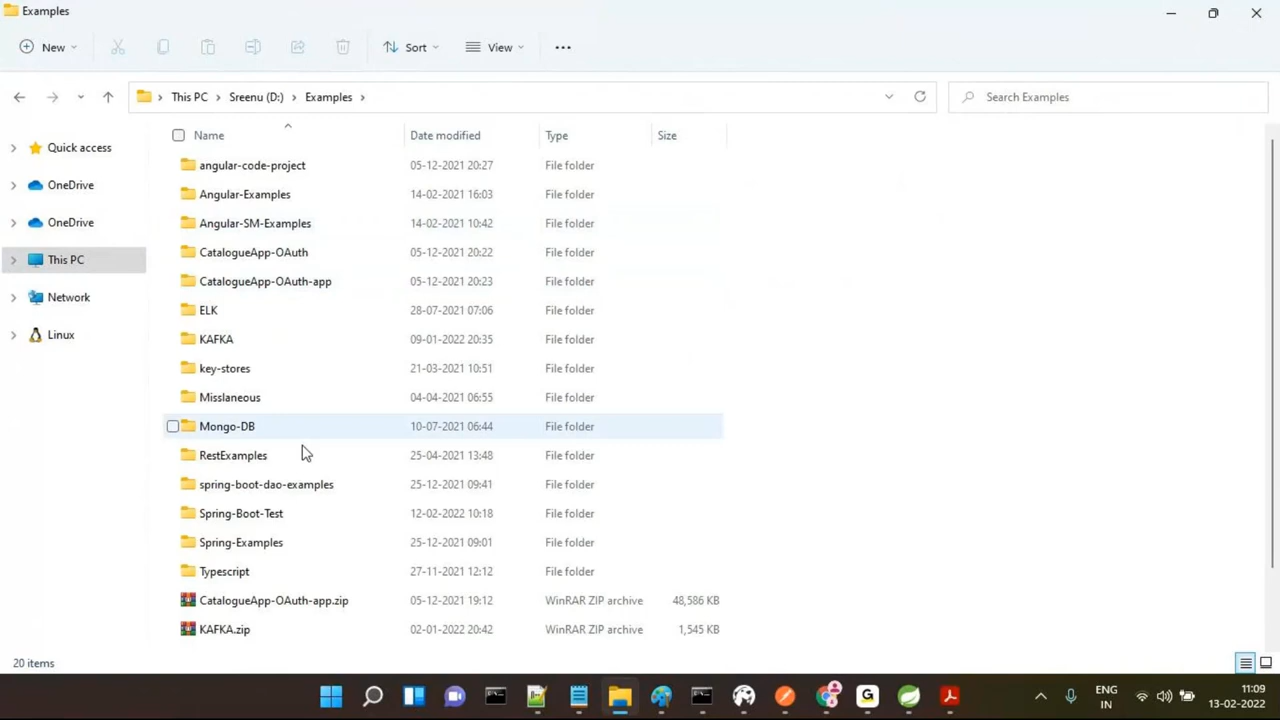 Examples
New
Sort
View
This PC
Sreenu (D:)
Examples
Search Examples
Name
Date modified
Type
Size
Quick access
OneDrive
OneDrive
This PC
Network
Linux
angular-code-project 05-12-2021 20:27 File folder
Angular-Examples 14-02-2021 16:03 File folder
Angular-SM-Examples 14-02-2021 10:42 File folder
CatalogueApp-OAuth 05-12-2021 20:22 File folder
CatalogueApp-OAuth-app 05-12-2021 20:23 File folder
ELK 28-07-2021 07:06 File folder
KAFKA 09-01-2022 20:35 File folder
key-stores 21-03-2021 10:51 File folder
Misslaneous 04-04-2021 06:55 File folder
Mongo-DB 10-07-2021 06:44 File folder
RestExamples 25-04-2021 13:48 File folder
spring-boot-dao-examples 25-12-2021 09:41 File folder
Spring-Boot-Test 12-02-2022 10:18 File folder
Spring-Examples 25-12-2021 09:01 File folder
Typescript 27-11-2021 12:12 File folder
CatalogueApp-OAuth-app.zip 05-12-2021 19:12 WinRAR ZIP archive 48,586 KB
KAFKA.zip 02-01-2022 20:42 WinRAR ZIP archive 1,545 KB
20 items
ENG
IN
11:09
13-02-2022